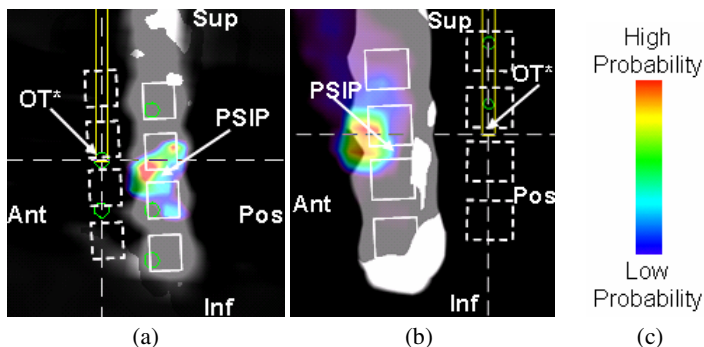 Sup
OT*
PSIP
Ant
Pos
Inf
(a)
Sup
OT*
PSIP
Ant
Pos
Inf
(b)
High
Probability
Low
Probability
(c)